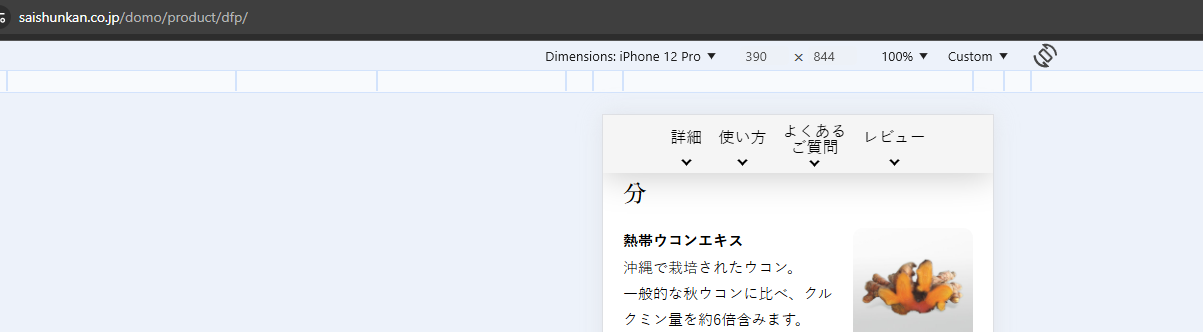 saishunkan.co.jp/domo/product/dfp/
Dimensions: iPhone 12 Pro ▼ 390 × 844 100% ▼ Custom ▼
詳細 使い方 よくある レビュー
ご質問
分
熱帯ウコンエキス
沖縄で栽培されたウコン。
一般的な秋ウコンに比べ、クル
クミン量を約6倍含みます。